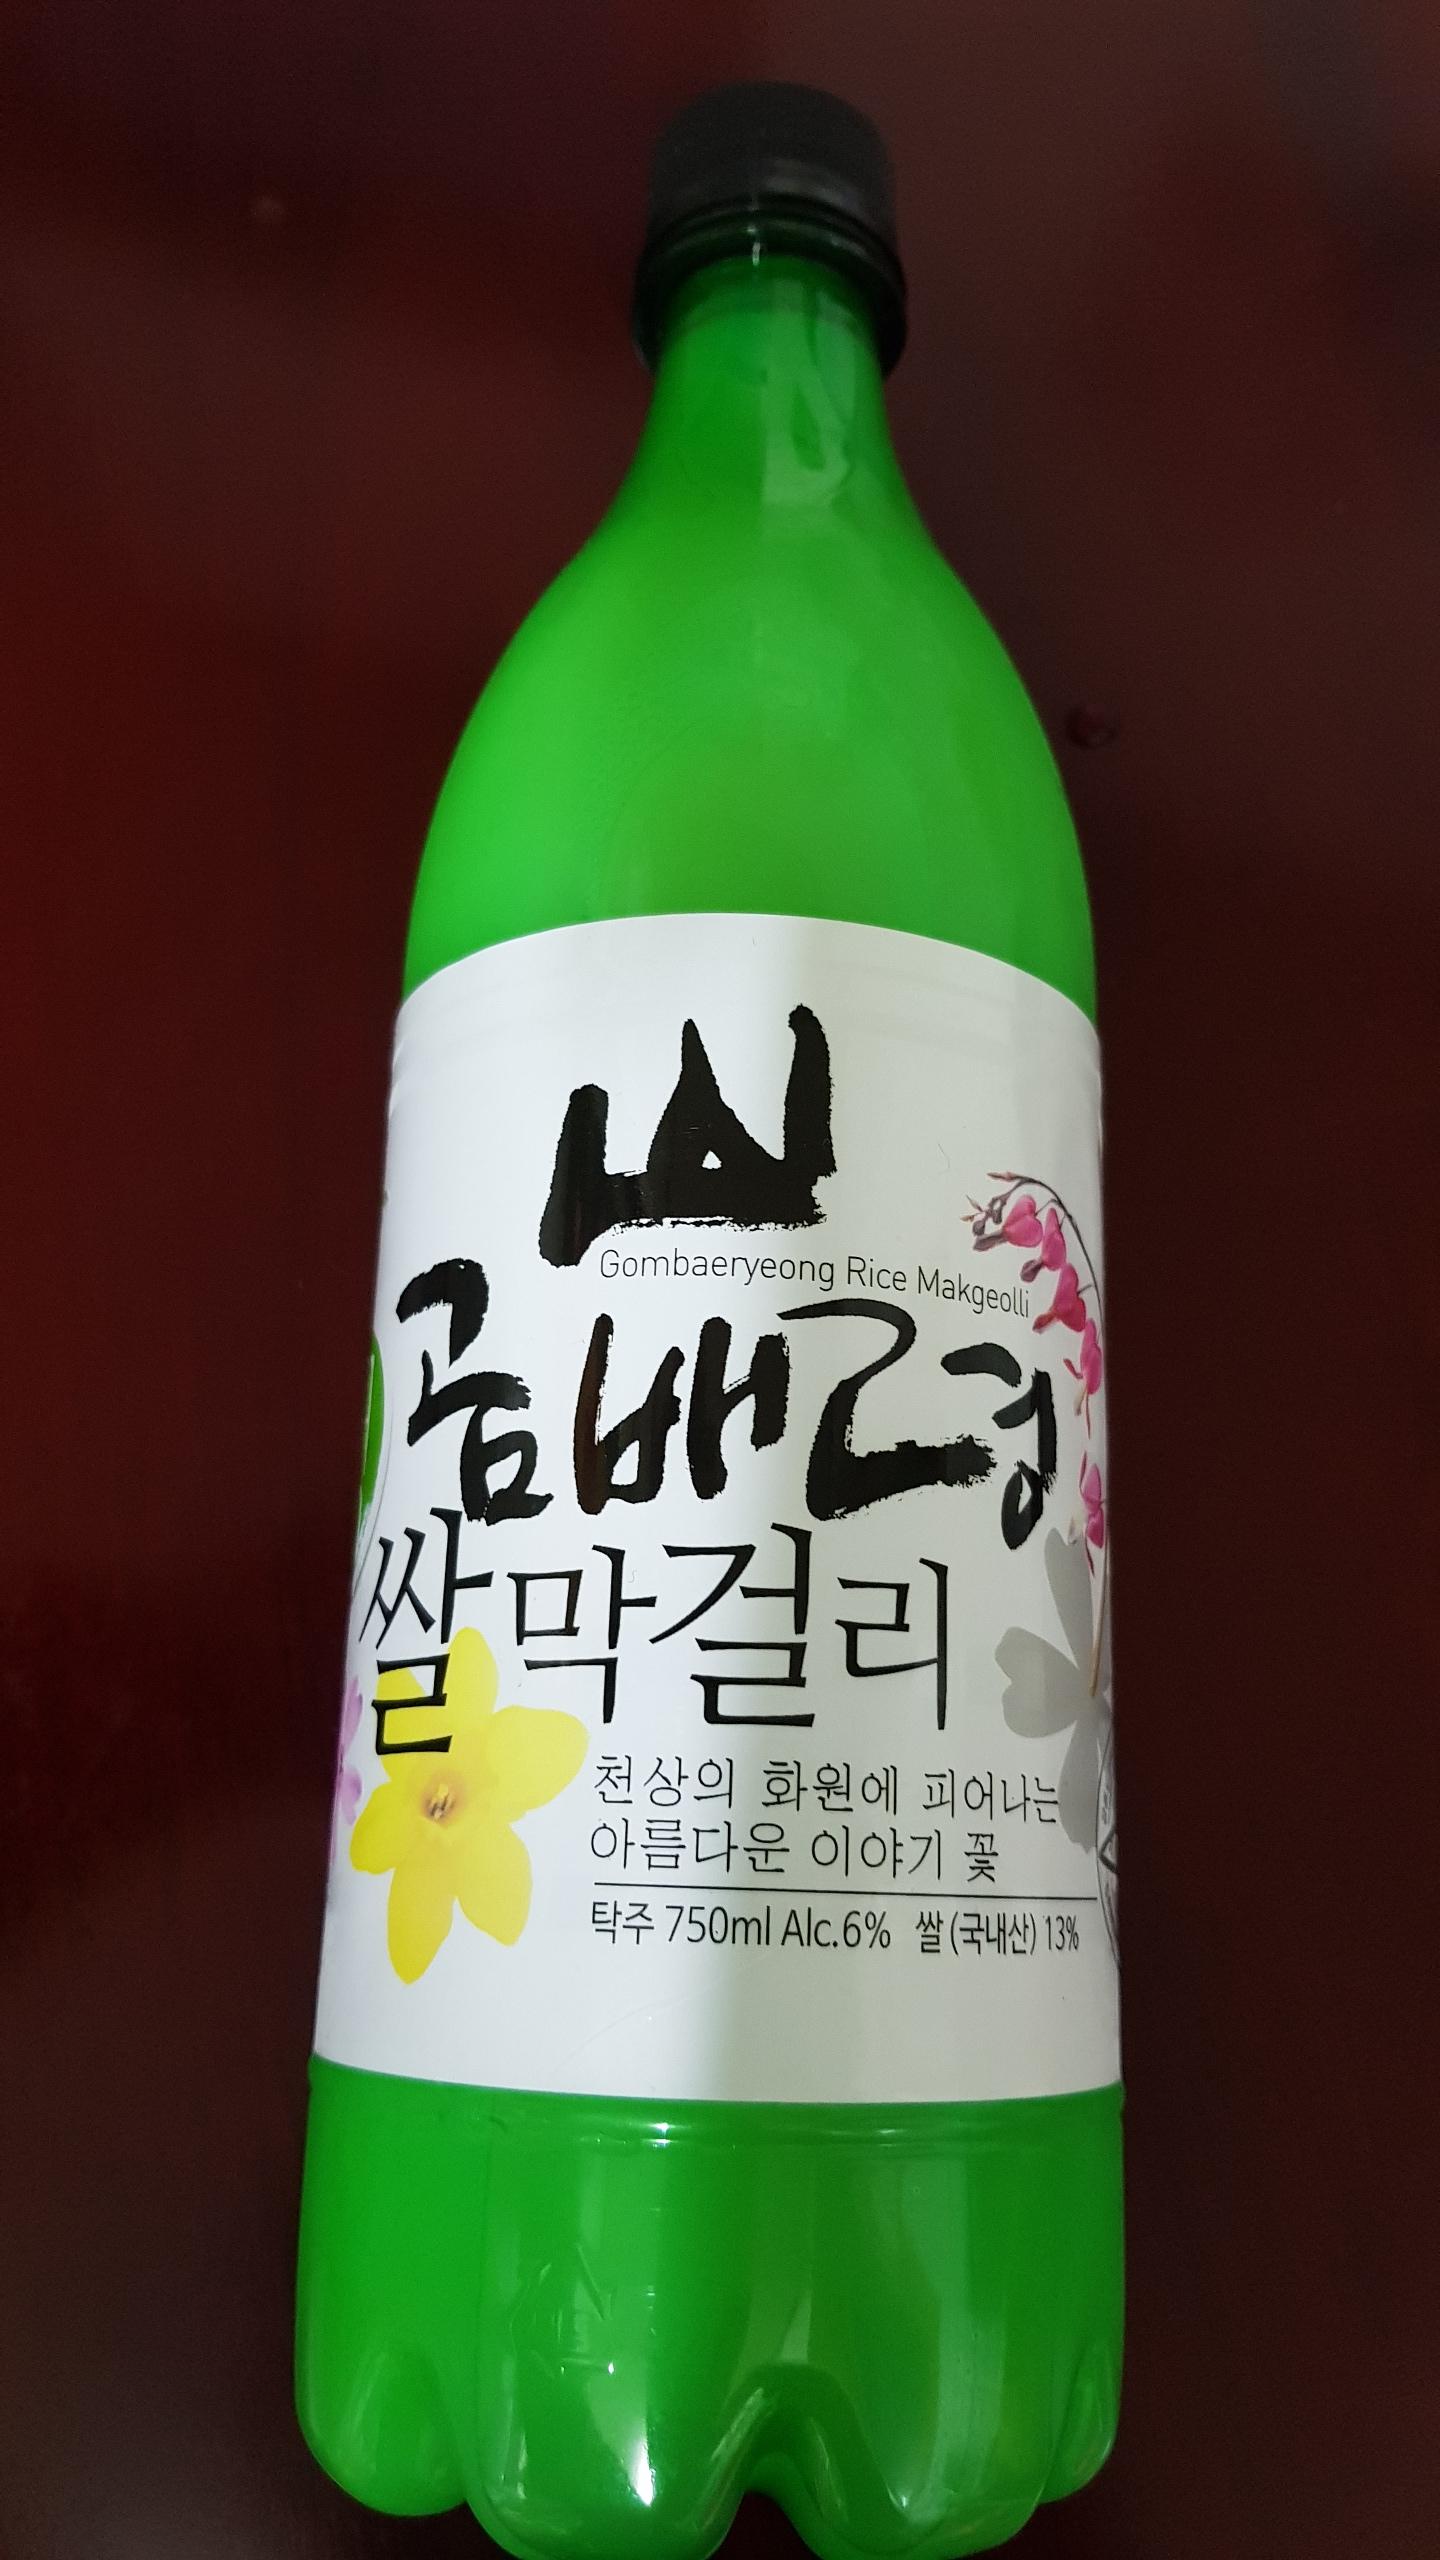 山
Gombaeryeong Rice Makgeolli
곰배령
쌀막걸리
천상의 화원에 피어나는
아름다운 이야기 꽃
탁주 750ml Alc.6% 쌀(국내산) 13%